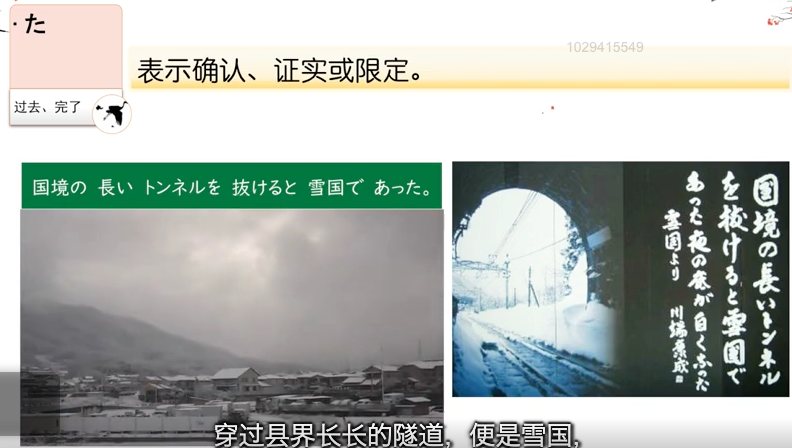 ・た
1029415549
表示确认、证实或限定。
过去、完了
国境の 長い トンネルを 抜けると 雪国で あった。
国境の長いトンネル
を抜けると雪国で
あった夜の底が白くなった
雪国より 川端康成
穿过县界长长的隧道，便是雪国，